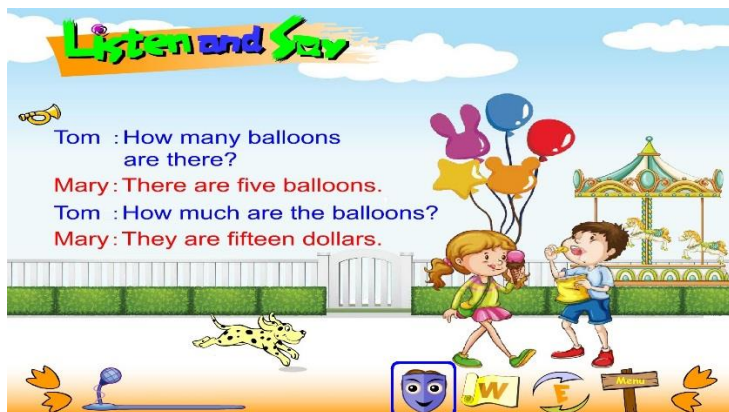 Listen and Say
Tom : How many balloons
are there?
Mary : There are five balloons.
Tom : How much are the balloons?
Mary : They are fifteen dollars.
W
E
Menu